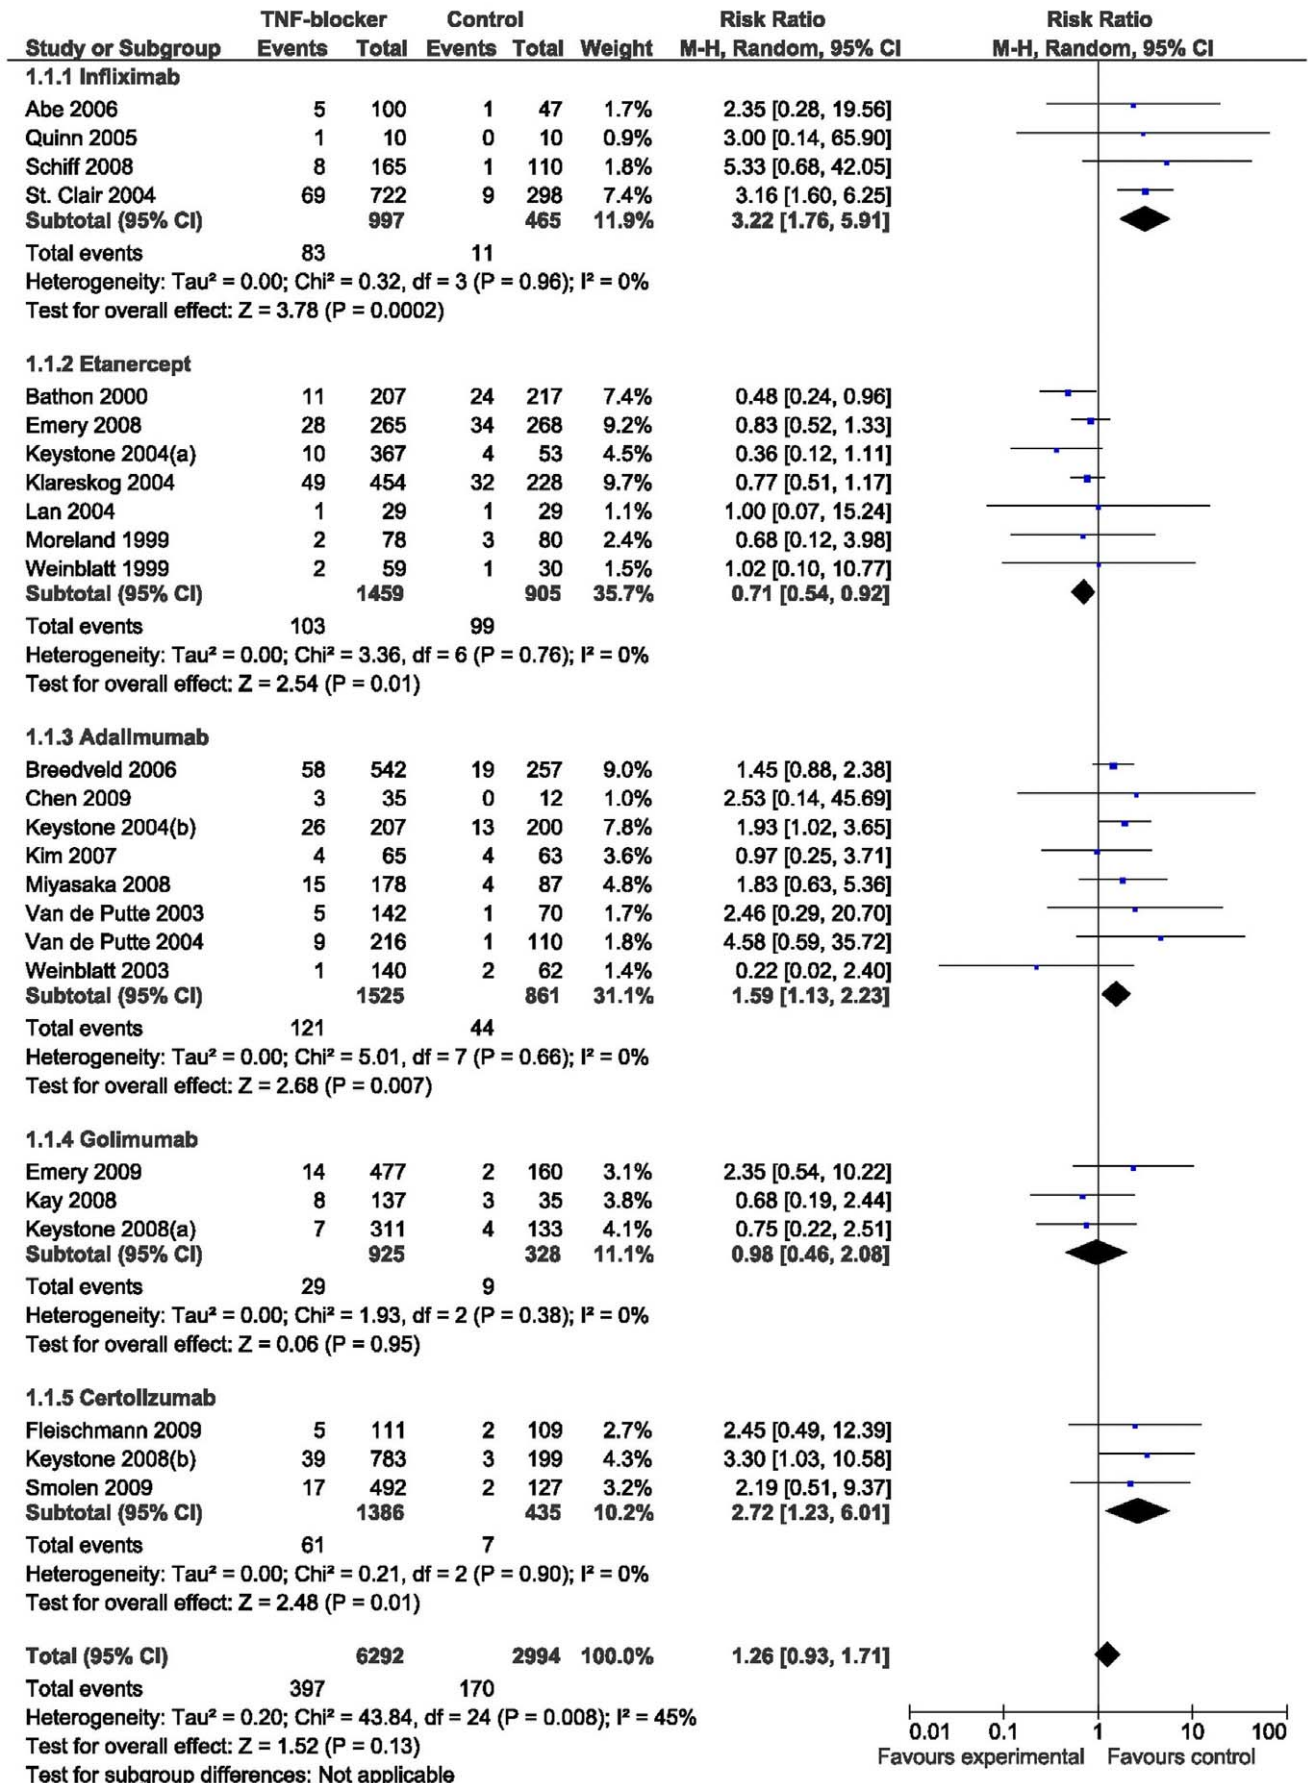 TNF-blocker Control Risk Ratio Risk Ratio
Study or Subgroup Events Total Events Total Weight M-H, Random, 95% CI M-H, Random, 95% CI
1.1.1 Infliximab
Abe 2006 5 100 1 47 1.7% 2.35 [0.28, 19.56]
Quinn 2005 1 10 0 10 0.9% 3.00 [0.14, 65.90]
Schiff 2008 8 165 1 110 1.8% 5.33 [0.68, 42.05]
St. Clair 2004 69 722 9 298 7.4% 3.16 [1.60, 6.25]
Subtotal (95% CI) 997 465 11.9% 3.22 [1.76, 5.91]
Total events 83 11
Heterogeneity: Tau² = 0.00; Chi² = 0.32, df = 3 (P = 0.96); I² = 0%
Test for overall effect: Z = 3.78 (P = 0.0002)
1.1.2 Etanercept
Bathon 2000 11 207 24 217 7.4% 0.48 [0.24, 0.96]
Emery 2008 28 265 34 268 9.2% 0.83 [0.52, 1.33]
Keystone 2004(a) 10 367 4 53 4.5% 0.36 [0.12, 1.11]
Klareskog 2004 49 454 32 228 9.7% 0.77 [0.51, 1.17]
Lan 2004 1 29 1 29 1.1% 1.00 [0.07, 15.24]
Moreland 1999 2 78 3 80 2.4% 0.68 [0.12, 3.98]
Weinblatt 1999 2 59 1 30 1.5% 1.02 [0.10, 10.77]
Subtotal (95% CI) 1459 905 35.7% 0.71 [0.54, 0.92]
Total events 103 99
Heterogeneity: Tau² = 0.00; Chi² = 3.36, df = 6 (P = 0.76); I² = 0%
Test for overall effect: Z = 2.54 (P = 0.01)
1.1.3 Adalimumab
Breedveld 2006 58 542 19 257 9.0% 1.45 [0.88, 2.38]
Chen 2009 3 35 0 12 1.0% 2.53 [0.14, 45.69]
Keystone 2004(b) 26 207 13 200 7.8% 1.93 [1.02, 3.65]
Kim 2007 4 65 4 63 3.6% 0.97 [0.25, 3.71]
Miyasaka 2008 15 178 4 87 4.8% 1.83 [0.63, 5.36]
Van de Putte 2003 5 142 1 70 1.7% 2.46 [0.29, 20.70]
Van de Putte 2004 9 216 1 110 1.8% 4.58 [0.59, 35.72]
Weinblatt 2003 1 140 2 62 1.4% 0.22 [0.02, 2.40]
Subtotal (95% CI) 1525 861 31.1% 1.59 [1.13, 2.23]
Total events 121 44
Heterogeneity: Tau² = 0.00; Chi² = 5.01, df = 7 (P = 0.66); I² = 0%
Test for overall effect: Z = 2.68 (P = 0.007)
1.1.4 Golimumab
Emery 2009 14 477 2 160 3.1% 2.35 [0.54, 10.22]
Kay 2008 8 137 3 35 3.8% 0.68 [0.19, 2.44]
Keystone 2008(a) 7 311 4 133 4.1% 0.75 [0.22, 2.51]
Subtotal (95% CI) 925 328 11.1% 0.98 [0.46, 2.08]
Total events 29 9
Heterogeneity: Tau² = 0.00; Chi² = 1.93, df = 2 (P = 0.38); I² = 0%
Test for overall effect: Z = 0.06 (P = 0.95)
1.1.5 Certolizumab
Fleischmann 2009 5 111 2 109 2.7% 2.45 [0.49, 12.39]
Keystone 2008(b) 39 783 3 199 4.3% 3.30 [1.03, 10.58]
Smolen 2009 17 492 2 127 3.2% 2.19 [0.51, 9.37]
Subtotal (95% CI) 1386 435 10.2% 2.72 [1.23, 6.01]
Total events 61 7
Heterogeneity: Tau² = 0.00; Chi² = 0.21, df = 2 (P = 0.90); I² = 0%
Test for overall effect: Z = 2.48 (P = 0.01)
Total (95% CI) 6292 2994 100.0% 1.26 [0.93, 1.71]
Total events 397 170
Heterogeneity: Tau² = 0.20; Chi² = 43.84, df = 24 (P = 0.008); I² = 45%
Test for overall effect: Z = 1.52 (P = 0.13)
Test for subgroup differences: Not applicable
0.01 0.1 1 10 100
Favours experimental Favours control